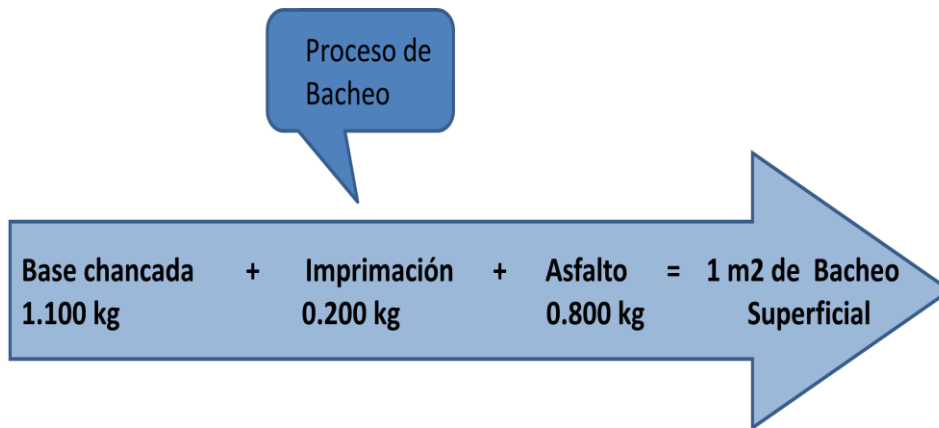 Proceso de
Bacheo
Base chancada + Imprimación + Asfalto = 1 m2 de Bacheo
1.100 kg 0.200 kg 0.800 kg Superficial